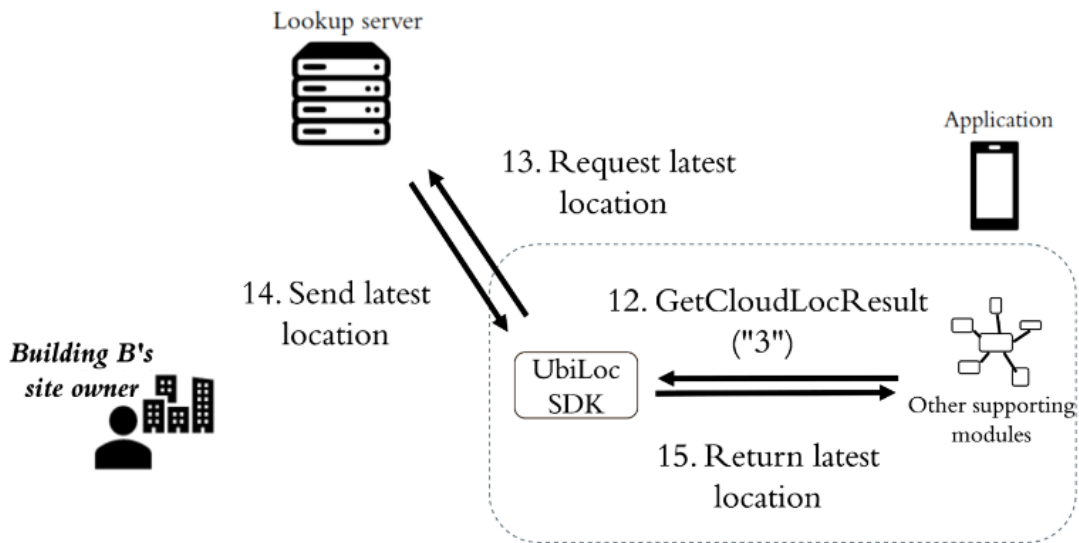 Lookup server
Application
13. Request latest
location
14. Send latest
location
12. GetCloudLocResult
("3")
Building B's
site owner
UbiLoc
SDK
Other supporting
modules
15. Return latest
location